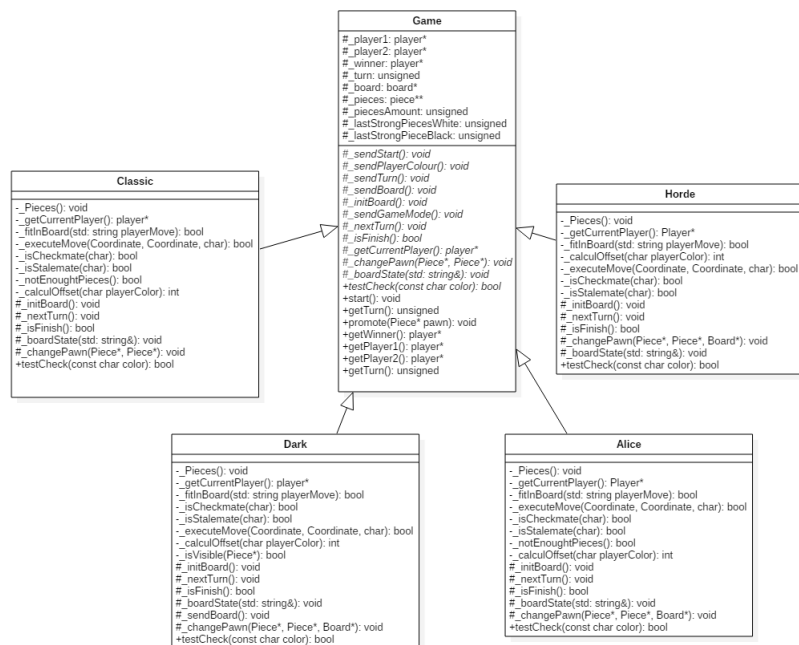 Game
#_player1: player*
#_player2: player*
#_winner: player*
#_turn: unsigned
#_board: board*
#_pieces: piece**
#_piecesAmount: unsigned
#_lastStrongPiecesWhite: unsigned
#_lastStrongPieceBlack: unsigned
#_sendStart(): void
#_sendPlayerColour(): void
#_sendTurn(): void
#_sendBoard(): void
#_initBoard(): void
#_sendGameMode(): void
#_nextTurn(): void
#_isFinish(): bool
#_getCurrentPlayer(): player*
#_changePawn(Piece*, Piece*): void
#_boardState(std: string&): void
+testCheck(const char color): bool
+start(): void
+getTurn(): unsigned
+promote(Piece* pawn): void
+getWinner(): player*
+getPlayer1(): player*
+getPlayer2(): player*
+getTurn(): unsigned
Classic
-_Pieces(): void
-_getCurrentPlayer(): player*
-_fitInBoard(std: string playerMove): bool
-_executeMove(Coordinate, Coordinate, char): bool
-_isCheckmate(char): bool
-_isStalemate(char): bool
-_notEnoughtPieces(): bool
-_calculOffset(char playerColor): int
#_initBoard(): void
#_nextTurn(): void
#_isFinish(): bool
#_boardState(std: string&): void
#_changePawn(Piece*, Piece*): void
+testCheck(const char color): bool
Horde
-_Pieces(): void
-_getCurrentPlayer(): Player*
-_fitInBoard(std: string playerMove): bool
-_calculOffset(char playerColor): int
-_executeMove(Coordinate, Coordinate, char): bool
-_isCheckmate(char): bool
-_isStalemate(char): bool
#_initBoard(): void
#_nextTurn(): void
#_isFinish(): bool
#_changePawn(Piece*, Piece*, Board*): void
#_boardState(std: string&): void
+testCheck(const char color): bool
Dark
-_Pieces(): void
-_getCurrentPlayer(): player*
-_fitInBoard(std: string playerMove): bool
-_isCheckmate(char): bool
-_isStalemate(char): bool
-_executeMove(Coordinate, Coordinate, char): bool
-_calculOffset(char playerColor): int
-_isVisible(Piece*): bool
#_initBoard(): void
#_nextTurn(): void
#_isFinish(): bool
#_boardState(std: string&): void
#_sendBoard(): void
#_changePawn(Piece*, Piece*, Board*): void
+testCheck(const char color): bool
Alice
-_Pieces(): void
-_getCurrentPlayer(): Player*
-_fitInBoard(std: string playerMove): bool
-_executeMove(Coordinate, Coordinate, char): bool
-_isCheckmate(char): bool
-_isStalemate(char): bool
-_notEnoughtPieces(): bool
-_calculOffset(char playerColor): int
#_initBoard(): void
#_nextTurn(): void
#_isFinish(): bool
#_boardState(std: string&): void
#_changePawn(Piece*, Piece*, Board*): void
+testCheck(const char color): bool